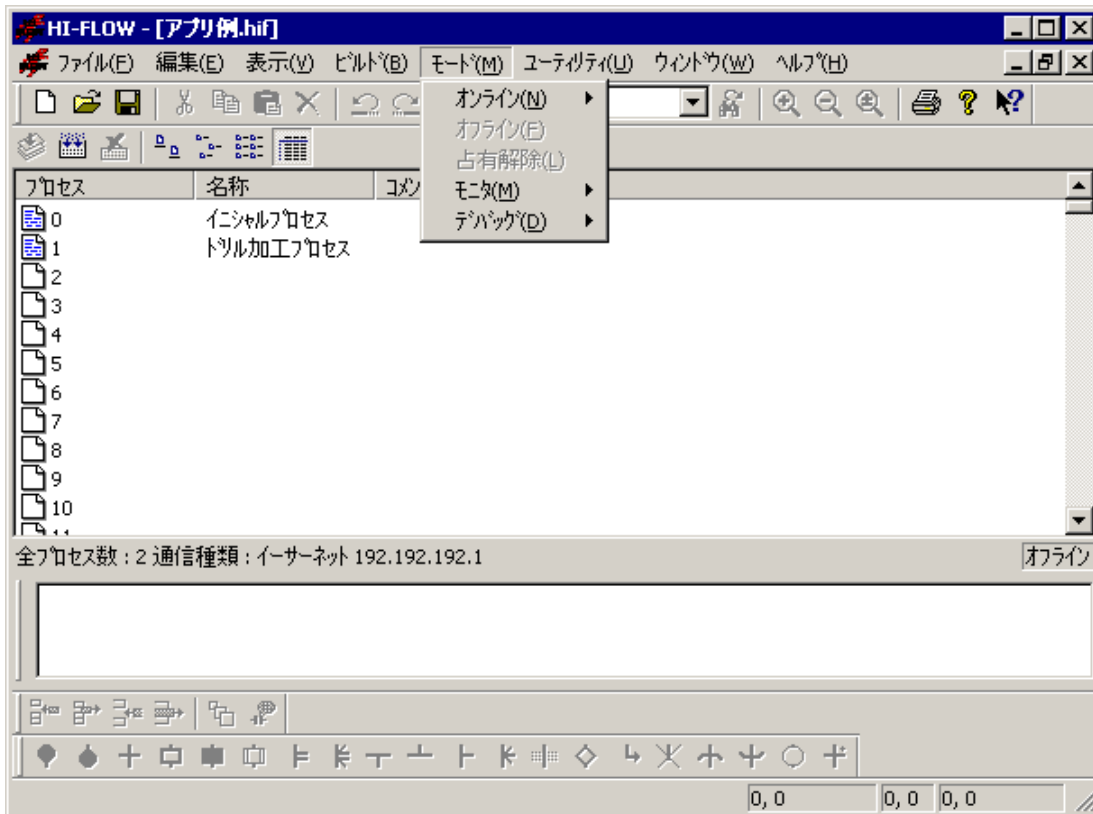 HI-FLOW - [アプリ例.hif]
ファイル(F) 編集(E) 表示(V) ビルド(B) モード(M) ユーティリティ(U) ウィンドウ(W) ヘルプ(H)
オンライン(N)
オフライン(F)
占有解除(L)
モニタ(M)
デバッグ(D)
プロセス 名称 コメン
0 イニシャルプロセス
1 ドリル加工プロセス
2
3
4
5
6
7
8
9
10
全プロセス数 : 2 通信種類 : イーサーネット 192.192.192.1 オフライン
0, 0 0, 0 0, 0